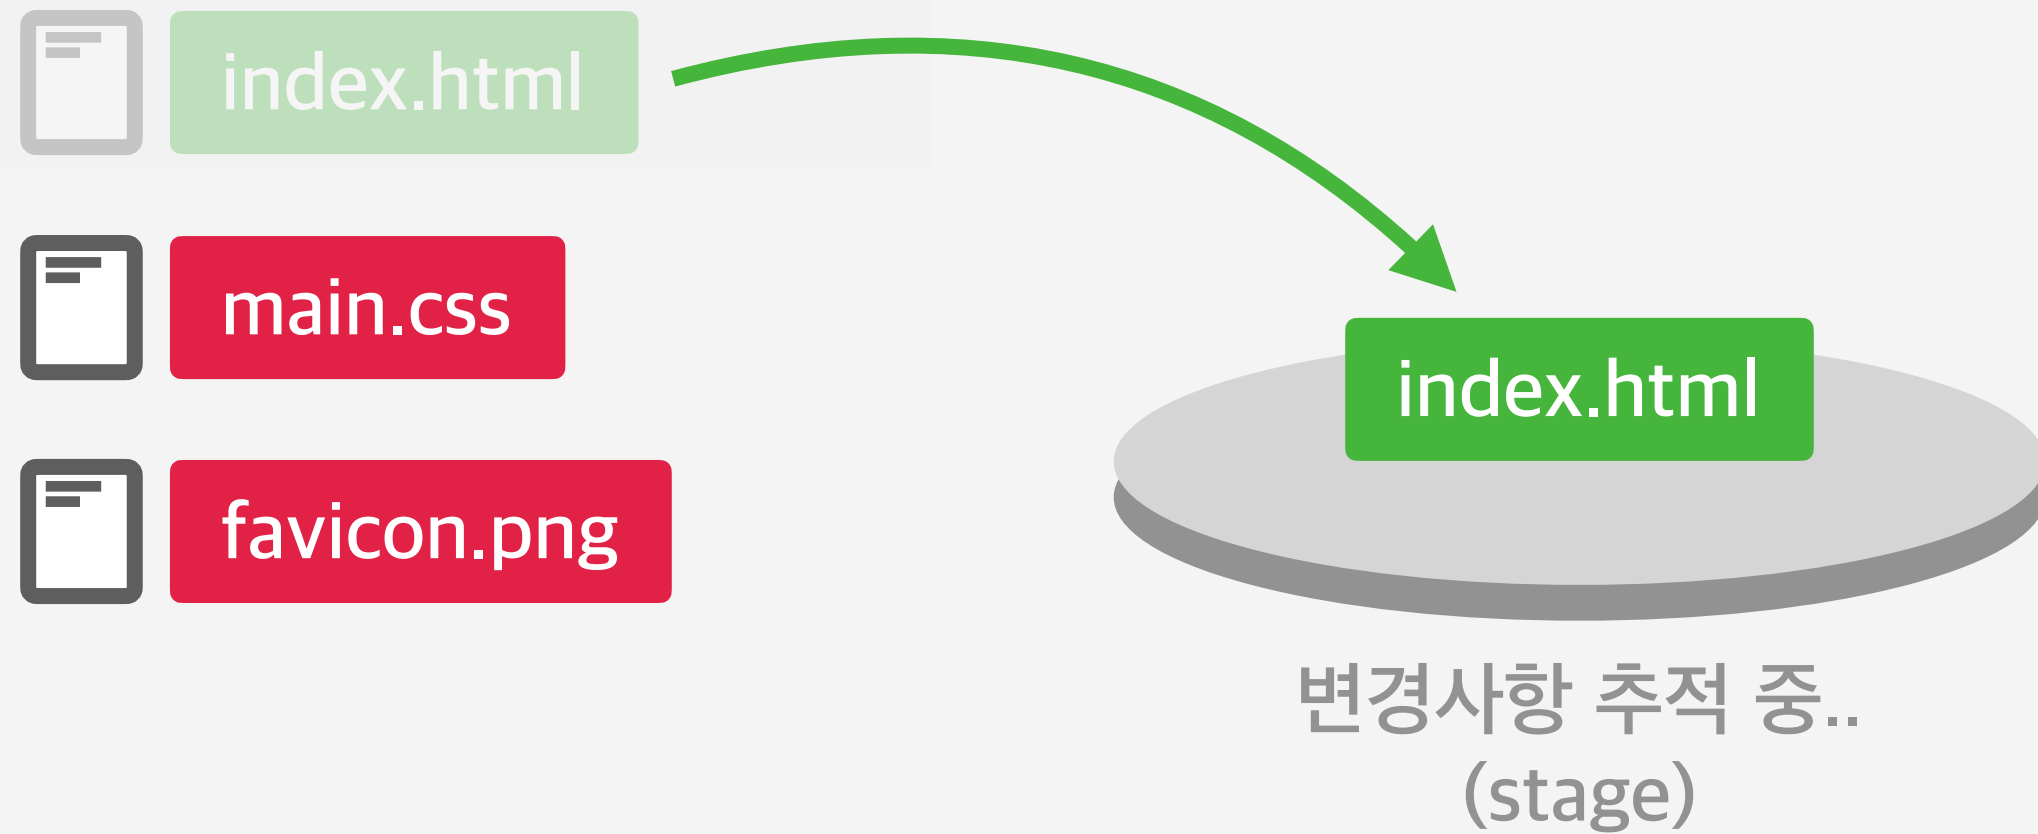 index.html
main.css
favicon.png
index.html
변경사항 추적 중..
(stage)